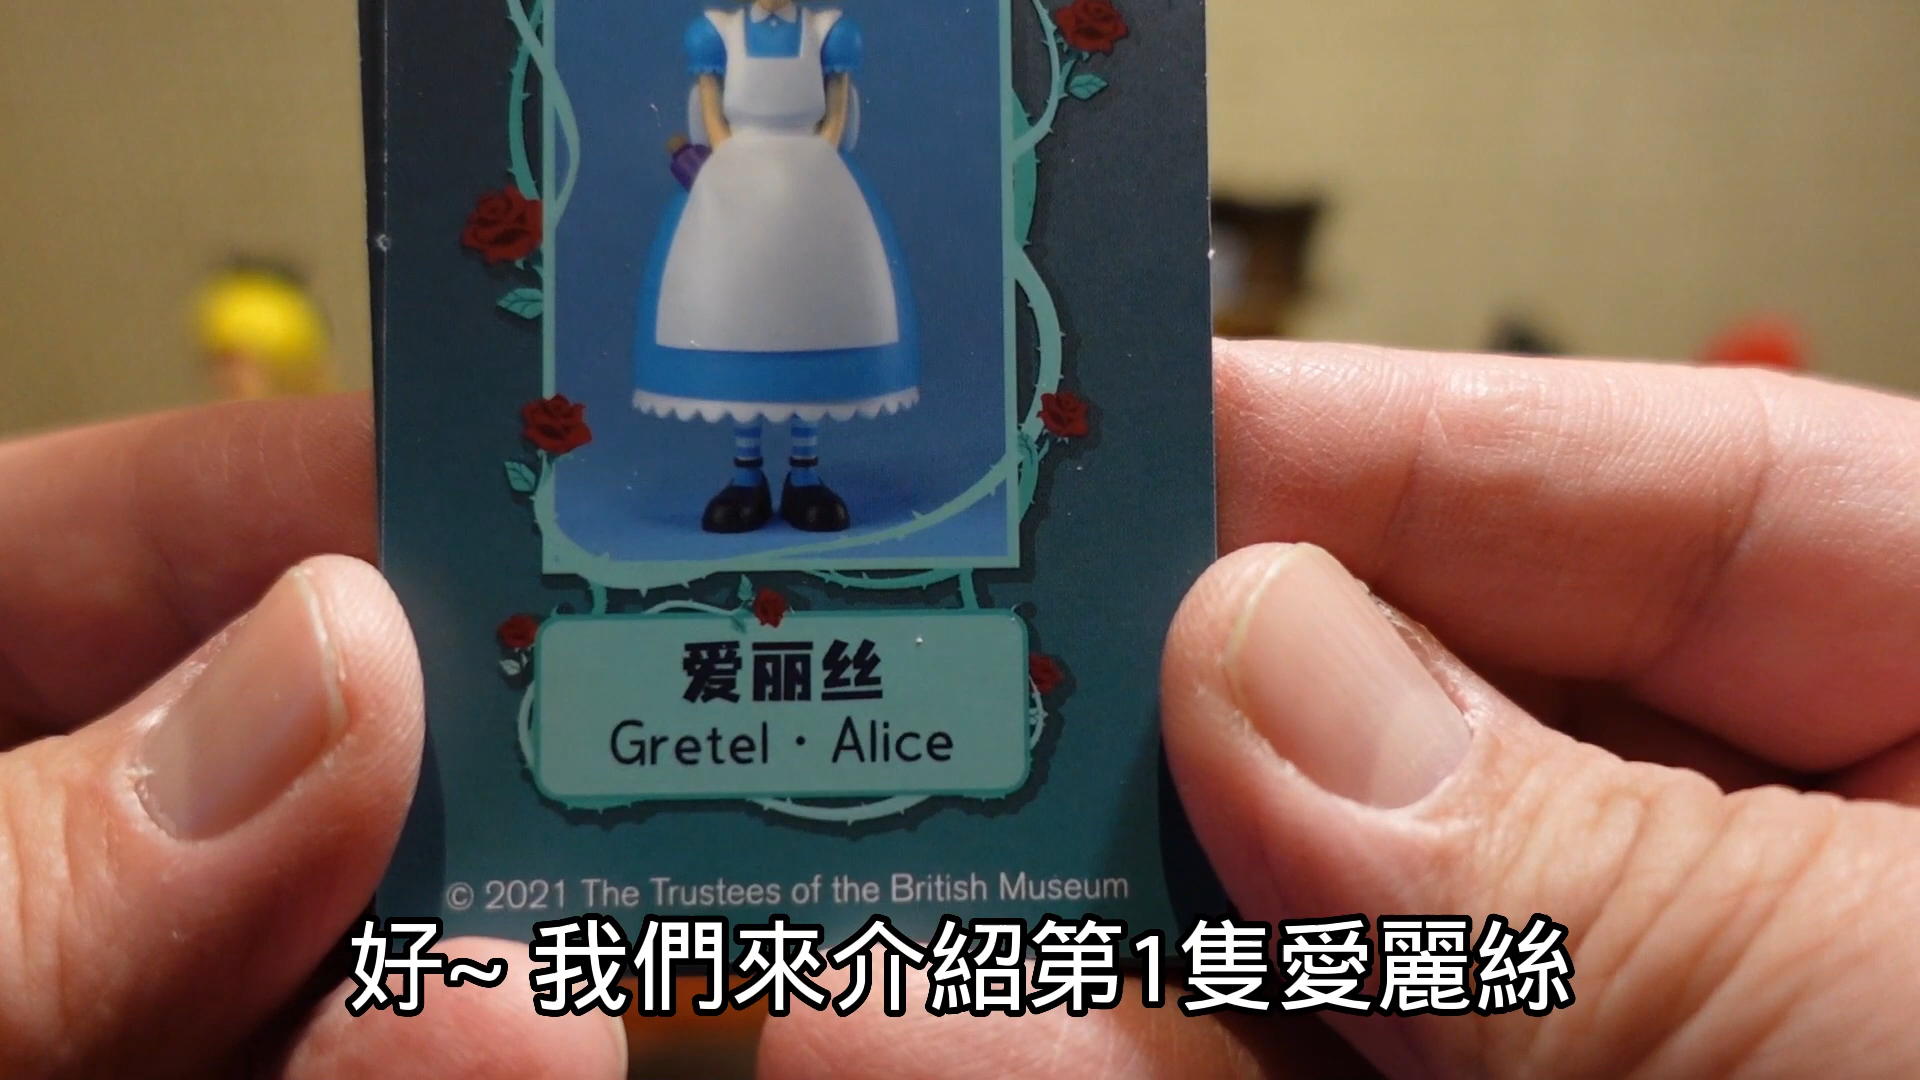 爱丽丝
Gretel · Alice
© 2021 The Trustees of the British Museum
好~ 我們來介紹第1隻愛麗絲